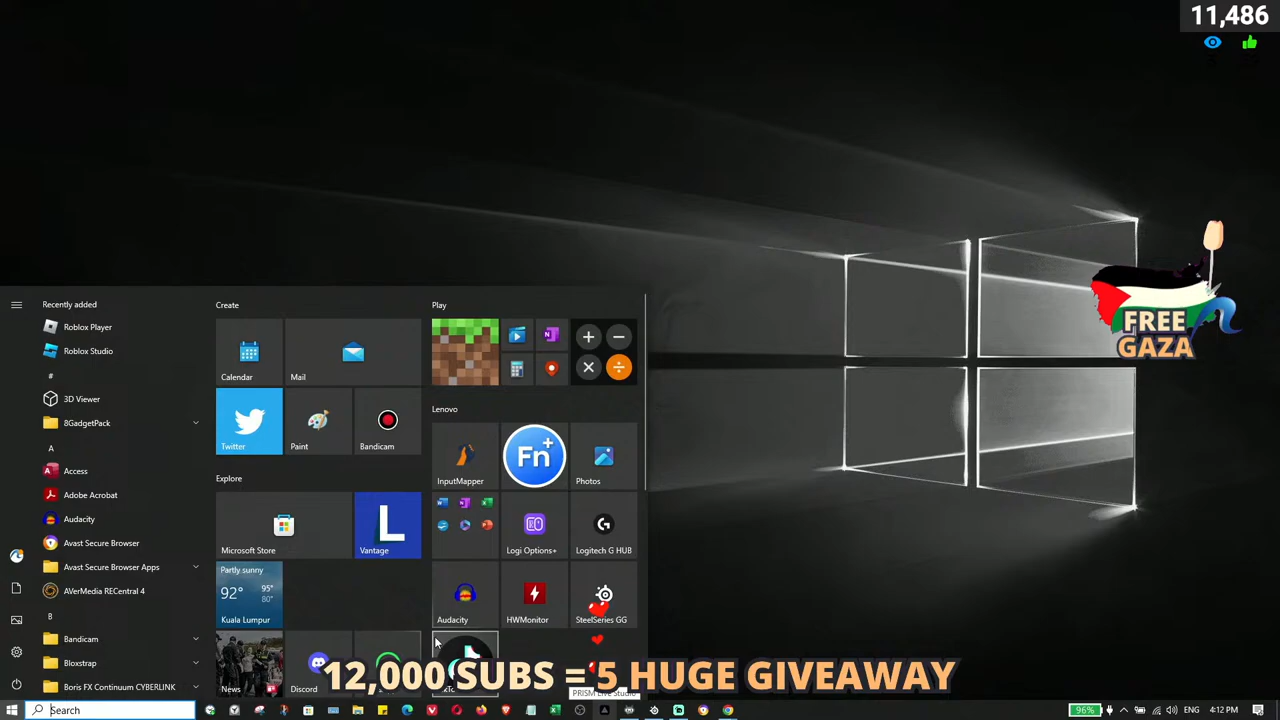 11,486
FREE
GAZA
Recently added
Roblox Player
Roblox Studio
#
3D Viewer
8GadgetPack
A
Access
Adobe Acrobat
Audacity
Avast Secure Browser
Avast Secure Browser Apps
AVerMedia RECentral 4
B
Bandicam
Bloxstrap
Boris FX Continuum CYBERLINK
Create
Calendar
Mail
Twitter
Paint
Bandicam
Explore
Microsoft Store
L
Vantage
Partly sunny
92° 95°
80°
Kuala Lumpur
News
Discord
Play
Lenovo
InputMapper
Fn+
Photos
Logi Options+
Logitech G HUB
Audacity
HWMonitor
SteelSeries GG
12,000 SUBS = 5 HUGE GIVEAWAY
PRISM Live Studio
Search
96%
ENG
4:12 PM